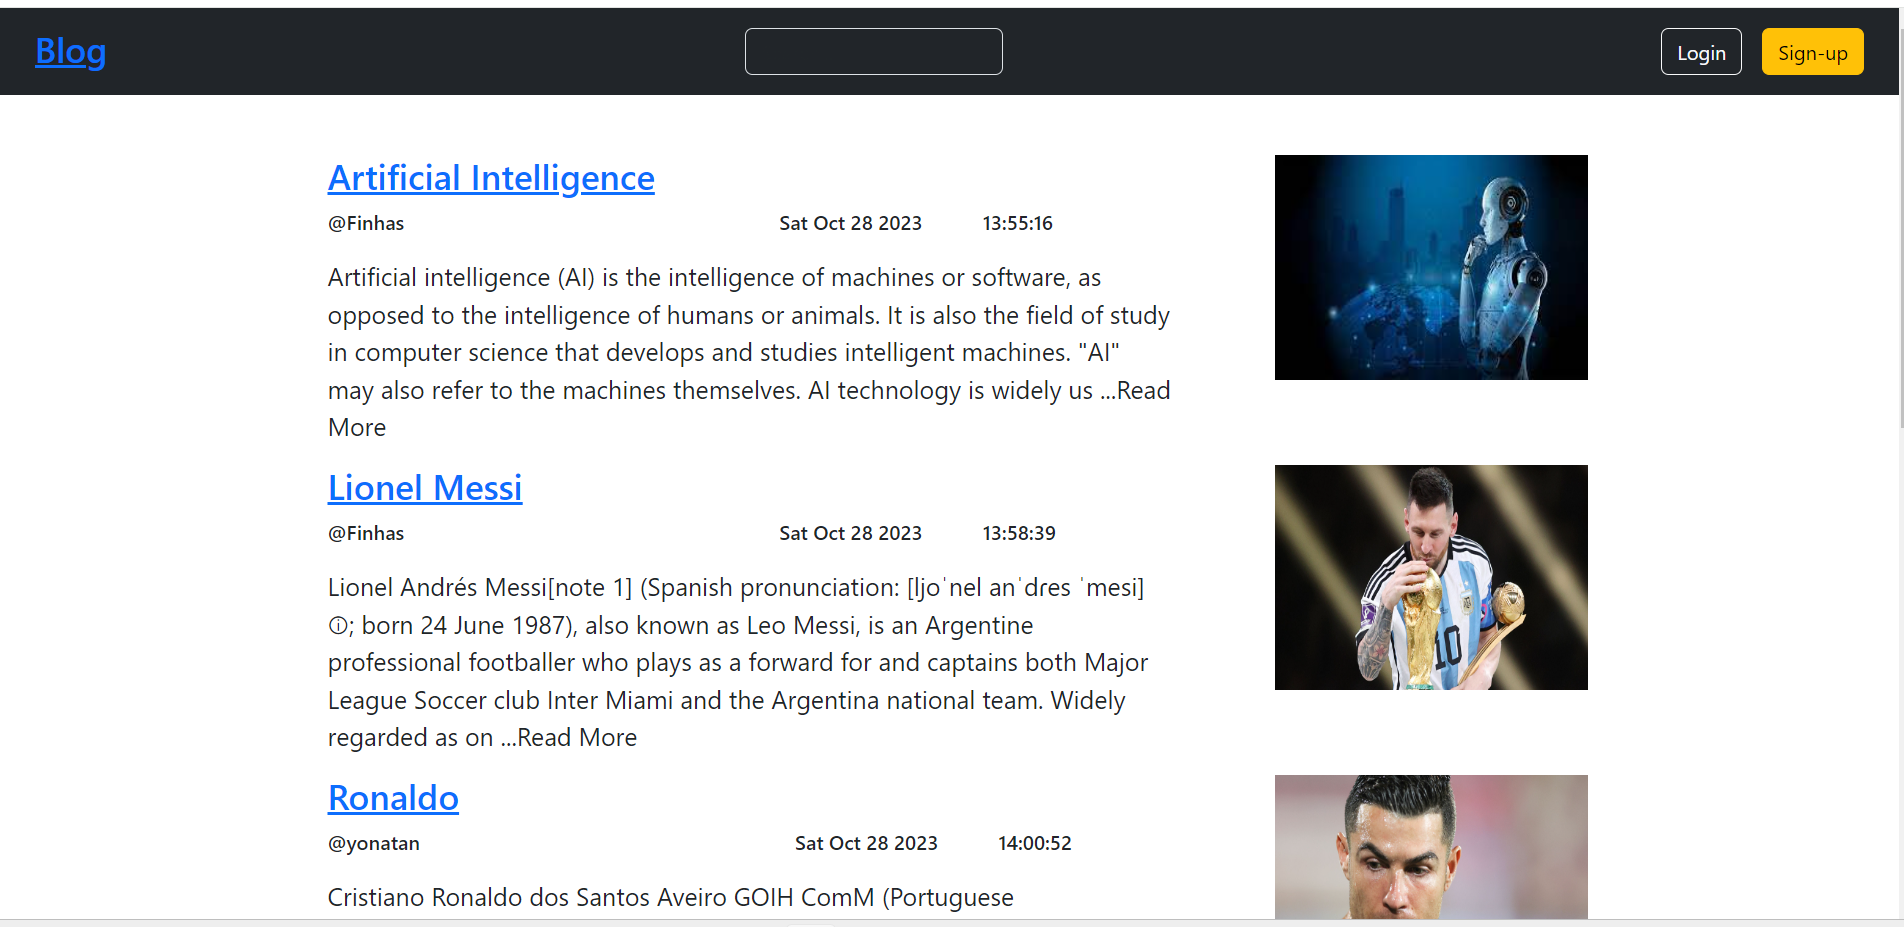 Blog
Login
Sign-up
Artificial Intelligence
@Finhas Sat Oct 28 2023 13:55:16
Artificial intelligence (AI) is the intelligence of machines or software, as
opposed to the intelligence of humans or animals. It is also the field of study
in computer science that develops and studies intelligent machines. "AI"
may also refer to the machines themselves. AI technology is widely us ...Read
More
Lionel Messi
@Finhas Sat Oct 28 2023 13:58:39
Lionel Andrés Messi[note 1] (Spanish pronunciation: [ljoˈnel anˈdɾes ˈmesi]
ⓘ; born 24 June 1987), also known as Leo Messi, is an Argentine
professional footballer who plays as a forward for and captains both Major
League Soccer club Inter Miami and the Argentina national team. Widely
regarded as on ...Read More
10
Ronaldo
@yonatan Sat Oct 28 2023 14:00:52
Cristiano Ronaldo dos Santos Aveiro GOIH ComM (Portuguese